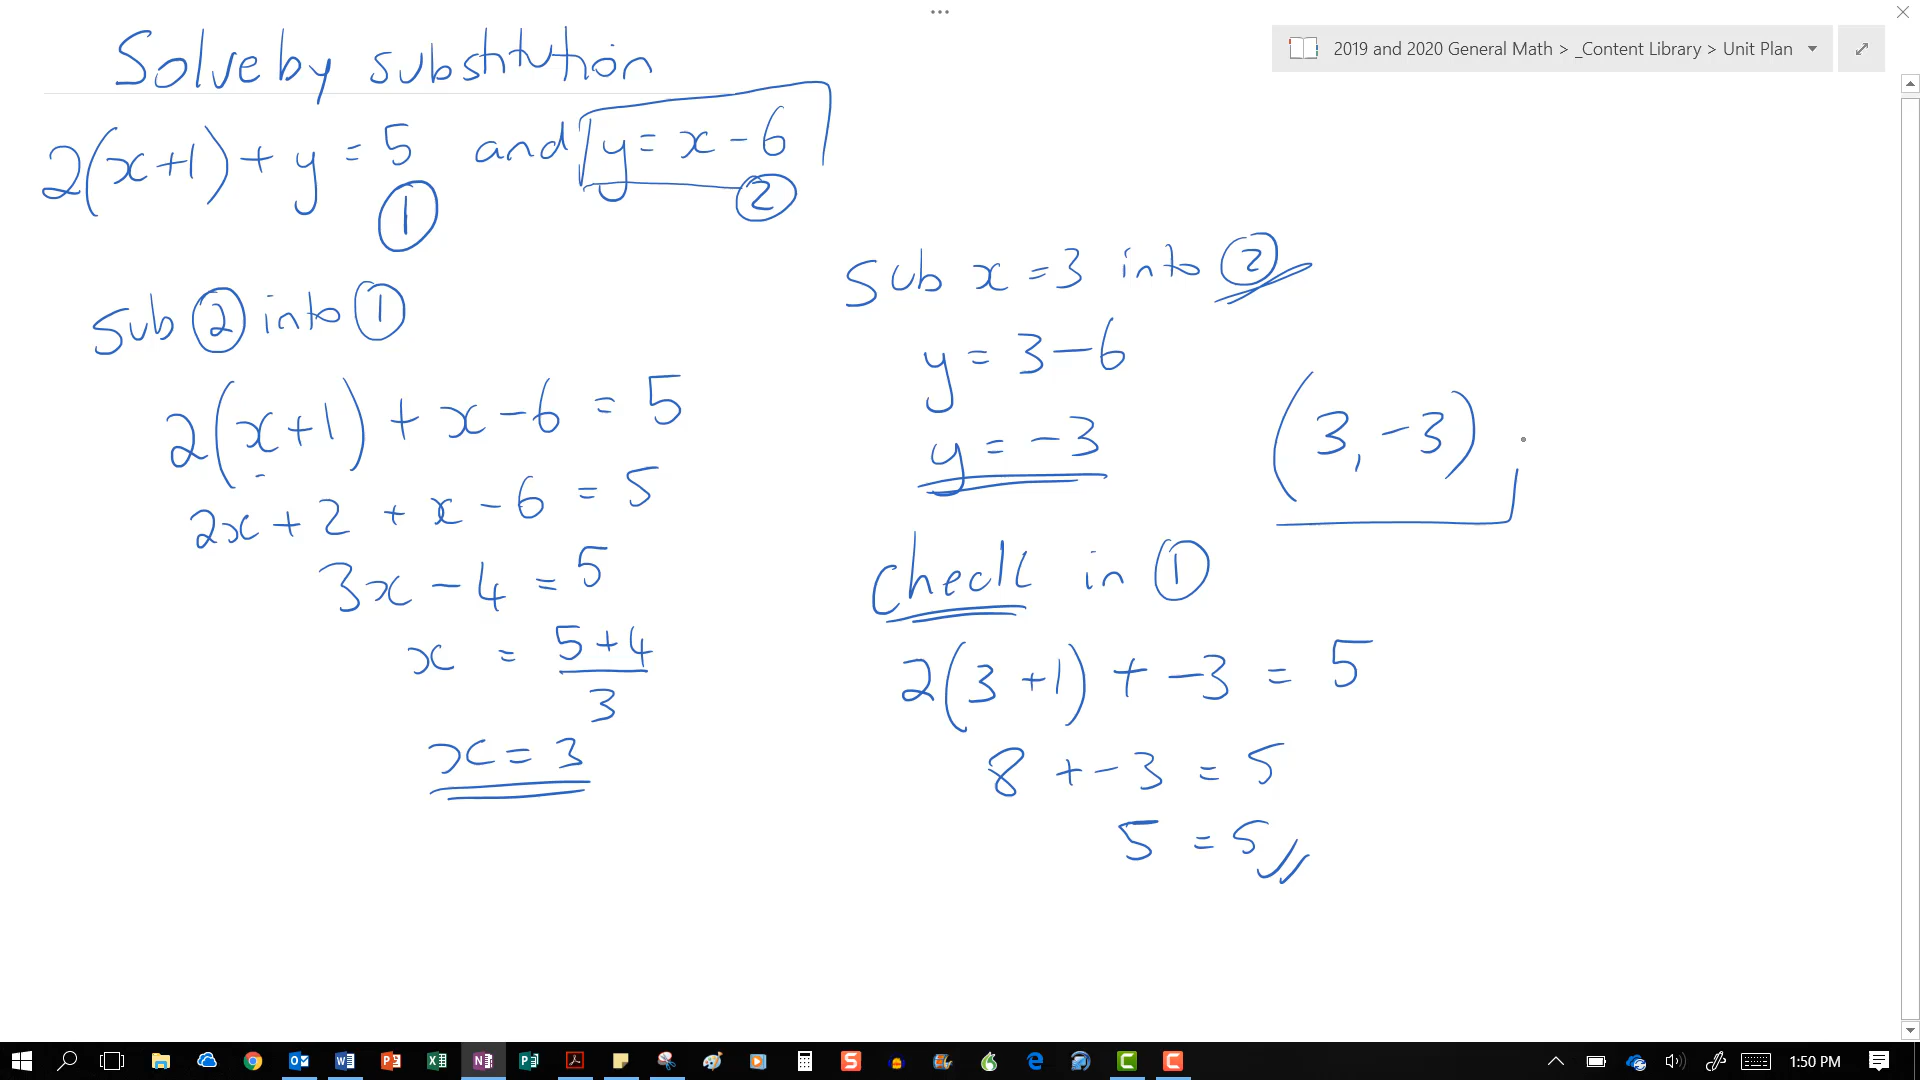 2019 and 2020 General Math > _Content Library > Unit Plan
Solve by substitution
2(x+1) + y = 5 and y = x - 6
① ②
Sub ② into ①
2(x+1) + x - 6 = 5
2x + 2 + x - 6 = 5
3x - 4 = 5
x = 5+4
3
x = 3
Sub x = 3 into ②
y = 3 - 6
y = -3
(3, -3)
Check in ①
2(3+1) + -3 = 5
8 + -3 = 5
5 = 5
1:50 PM